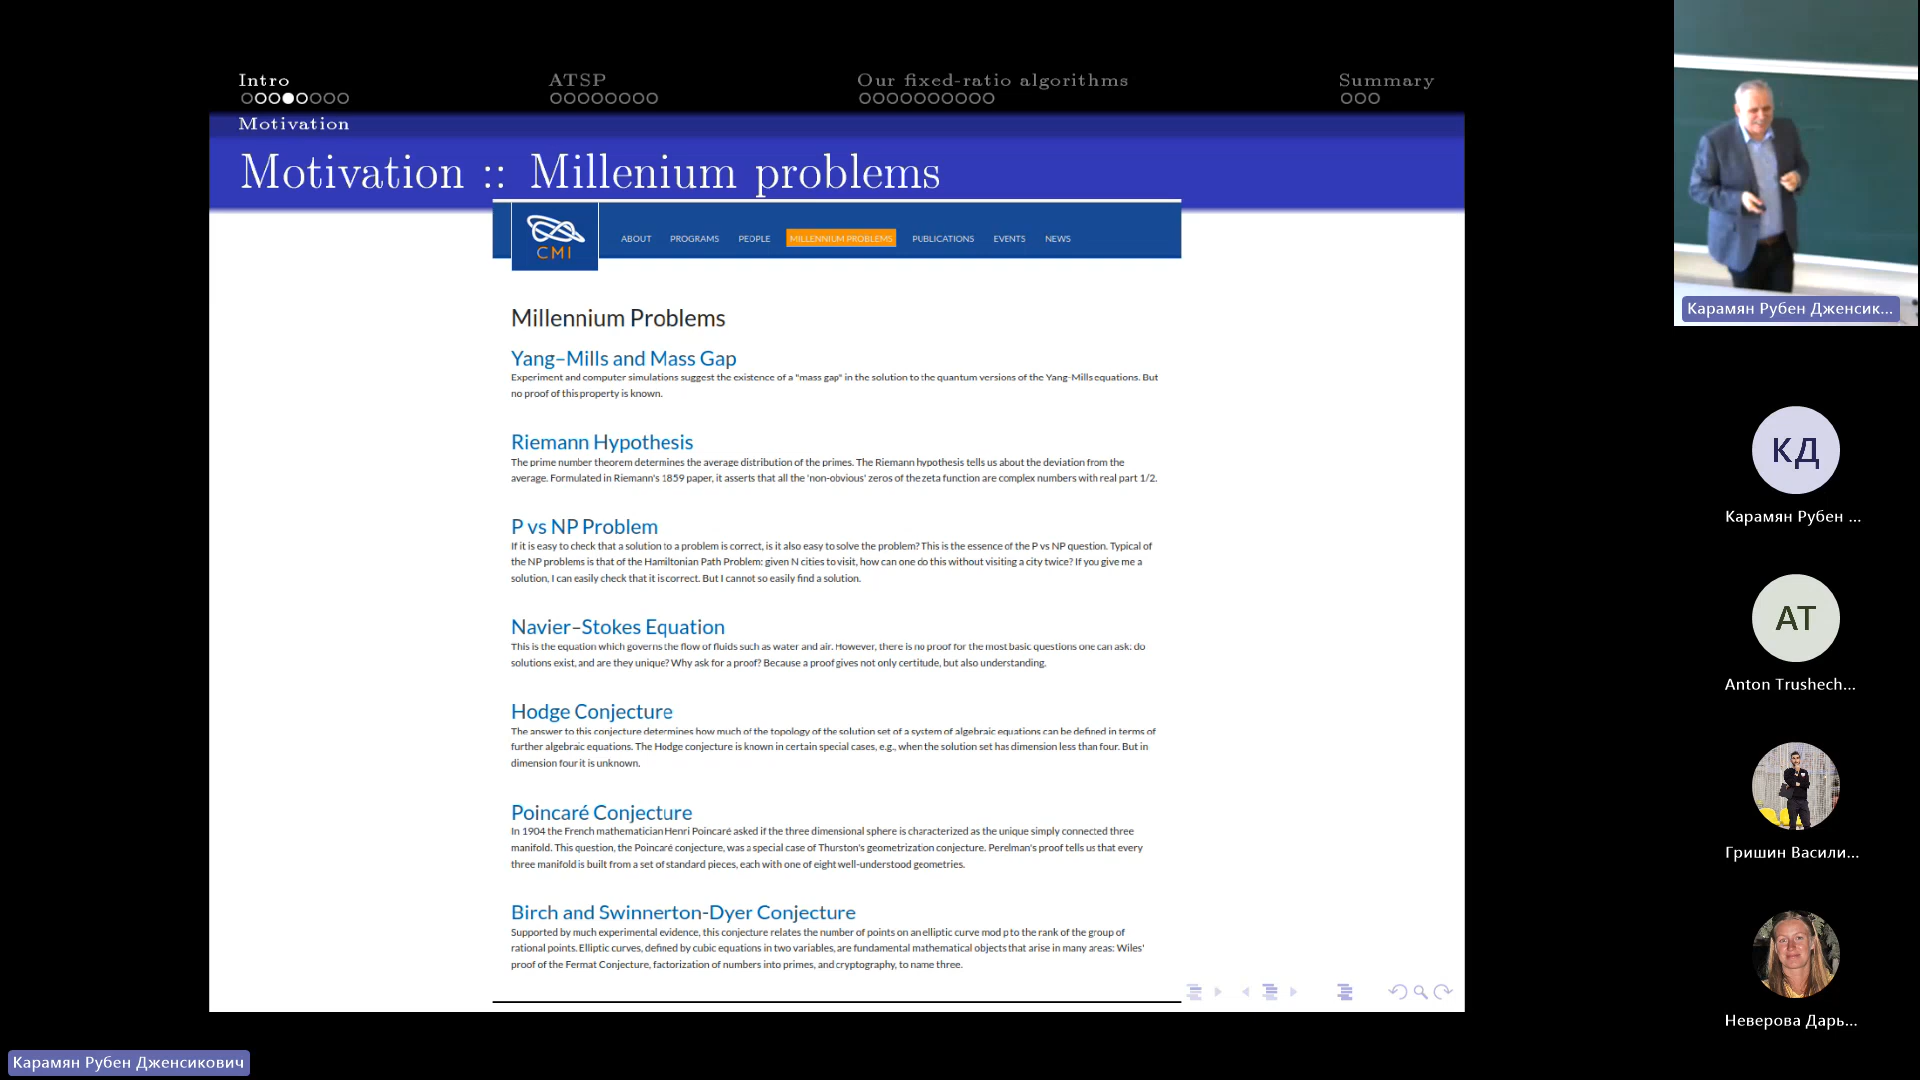 Intro
ATSP
Our fixed-ratio algorithms
Summary
Motivation
Motivation :: Millenium problems
CMI
ABOUT
PROGRAMS
PEOPLE
MILLENNIUM PROBLEMS
PUBLICATIONS
EVENTS
NEWS
Millennium Problems
Yang–Mills and Mass Gap
Experiment and computer simulations suggest the existence of a "mass gap" in the solution to the quantum versions of the Yang-Mills equations. But
no proof of this property is known.
Riemann Hypothesis
The prime number theorem determines the average distribution of the primes. The Riemann hypothesis tells us about the deviation from the
average. Formulated in Riemann's 1859 paper, it asserts that all the 'non-obvious' zeros of the zeta function are complex numbers with real part 1/2.
P vs NP Problem
If it is easy to check that a solution to a problem is correct, is it also easy to solve the problem? This is the essence of the P vs NP question. Typical of
the NP problems is that of the Hamiltonian Path Problem: given N cities to visit, how can one do this without visiting a city twice? If you give me a
solution, I can easily check that it is correct. But I cannot so easily find a solution.
Navier–Stokes Equation
This is the equation which governs the flow of fluids such as water and air. However, there is no proof for the most basic questions one can ask: do
solutions exist, and are they unique? Why ask for a proof? Because a proof gives not only certitude, but also understanding.
Hodge Conjecture
The answer to this conjecture determines how much of the topology of the solution set of a system of algebraic equations can be defined in terms of
further algebraic equations. The Hodge conjecture is known in certain special cases, e.g., when the solution set has dimension less than four. But in
dimension four it is unknown.
Poincaré Conjecture
In 1904 the French mathematician Henri Poincaré asked if the three dimensional sphere is characterized as the unique simply connected three
manifold. This question, the Poincaré conjecture, was a special case of Thurston's geometrization conjecture. Perelman's proof tells us that every
three manifold is built from a set of standard pieces, each with one of eight well-understood geometries.
Birch and Swinnerton-Dyer Conjecture
Supported by much experimental evidence, this conjecture relates the number of points on an elliptic curve mod p to the rank of the group of
rational points. Elliptic curves, defined by cubic equations in two variables, are fundamental mathematical objects that arise in many areas: Wiles'
proof of the Fermat Conjecture, factorization of numbers into primes, and cryptography, to name three.
Карамян Рубен Дженсик...
КД
Карамян Рубен ...
AT
Anton Trushech...
Гришин Васили...
Неверова Дарь...
Карамян Рубен Дженсикович